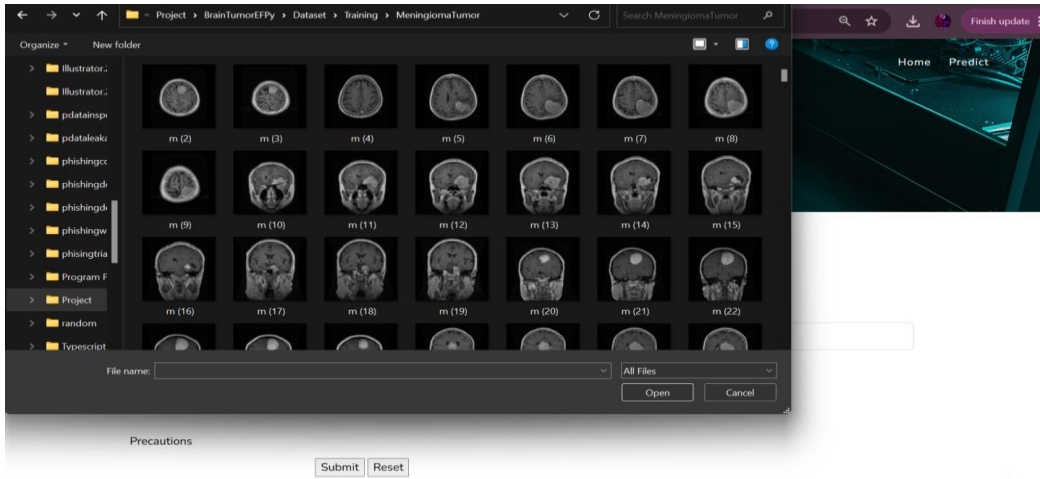 Project › BrainTumorEFPy › Dataset › Training › MeningiomaTumor
Search MeningiomaTumor
Finish update
Organize
New folder
Home Predict
Illustrator.
Illustrator.
pdatainsp
pdataleaka
phishingco
phishingd
phishingd
phishingw
phisingtria
Program F
Project
random
Typescript
m (2) m (3) m (4) m (5) m (6) m (7) m (8)
m (9) m (10) m (11) m (12) m (13) m (14) m (15)
m (16) m (17) m (18) m (19) m (20) m (21) m (22)
File name:
All Files
Open Cancel
Precautions
Submit Reset